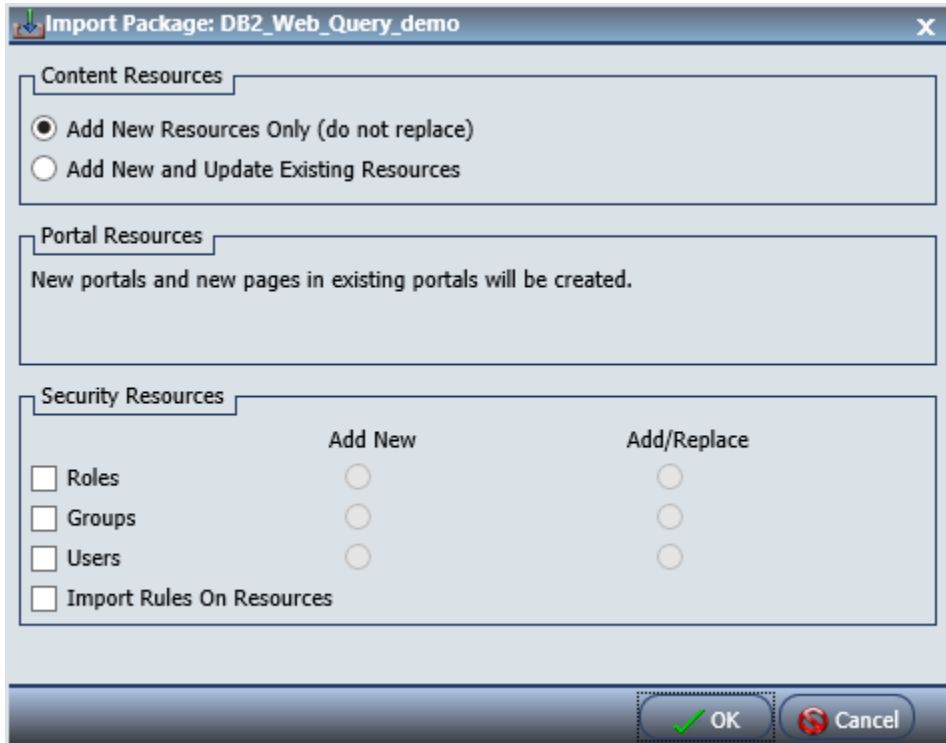 Import Package: DB2_Web_Query_demo
X
Content Resources
Add New Resources Only (do not replace)
Add New and Update Existing Resources
Portal Resources
New portals and new pages in existing portals will be created.
Security Resources
Add New Add/Replace
Roles
Groups
Users
Import Rules On Resources
OK Cancel